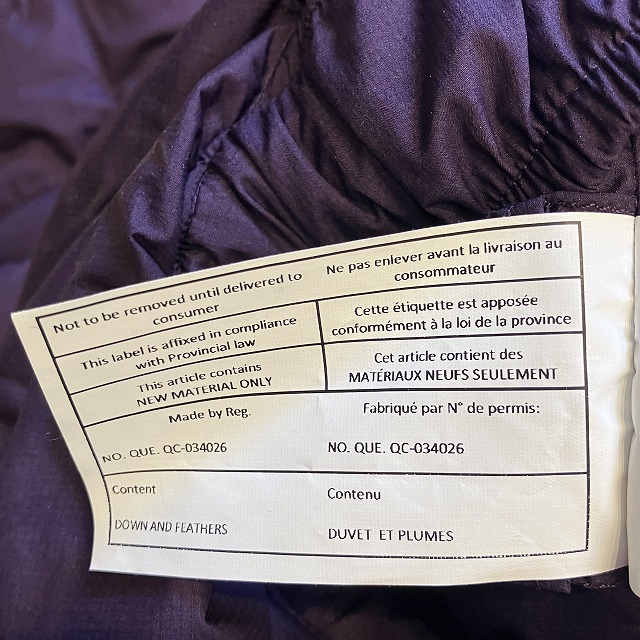 Not to be removed until delivered to
consumer
Ne pas enlever avant la livraison au
consommateur
This label is affixed in compliance
with Provincial law
Cette étiquette est apposée
conformément à la loi de la province
This article contains
NEW MATERIAL ONLY
Cet article contient des
MATÉRIAUX NEUFS SEULEMENT
Made by Reg.
Fabriqué par N° de permis:
NO. QUE. QC-034026
NO. QUE. QC-034026
Content
Contenu
DOWN AND FEATHERS
DUVET ET PLUMES